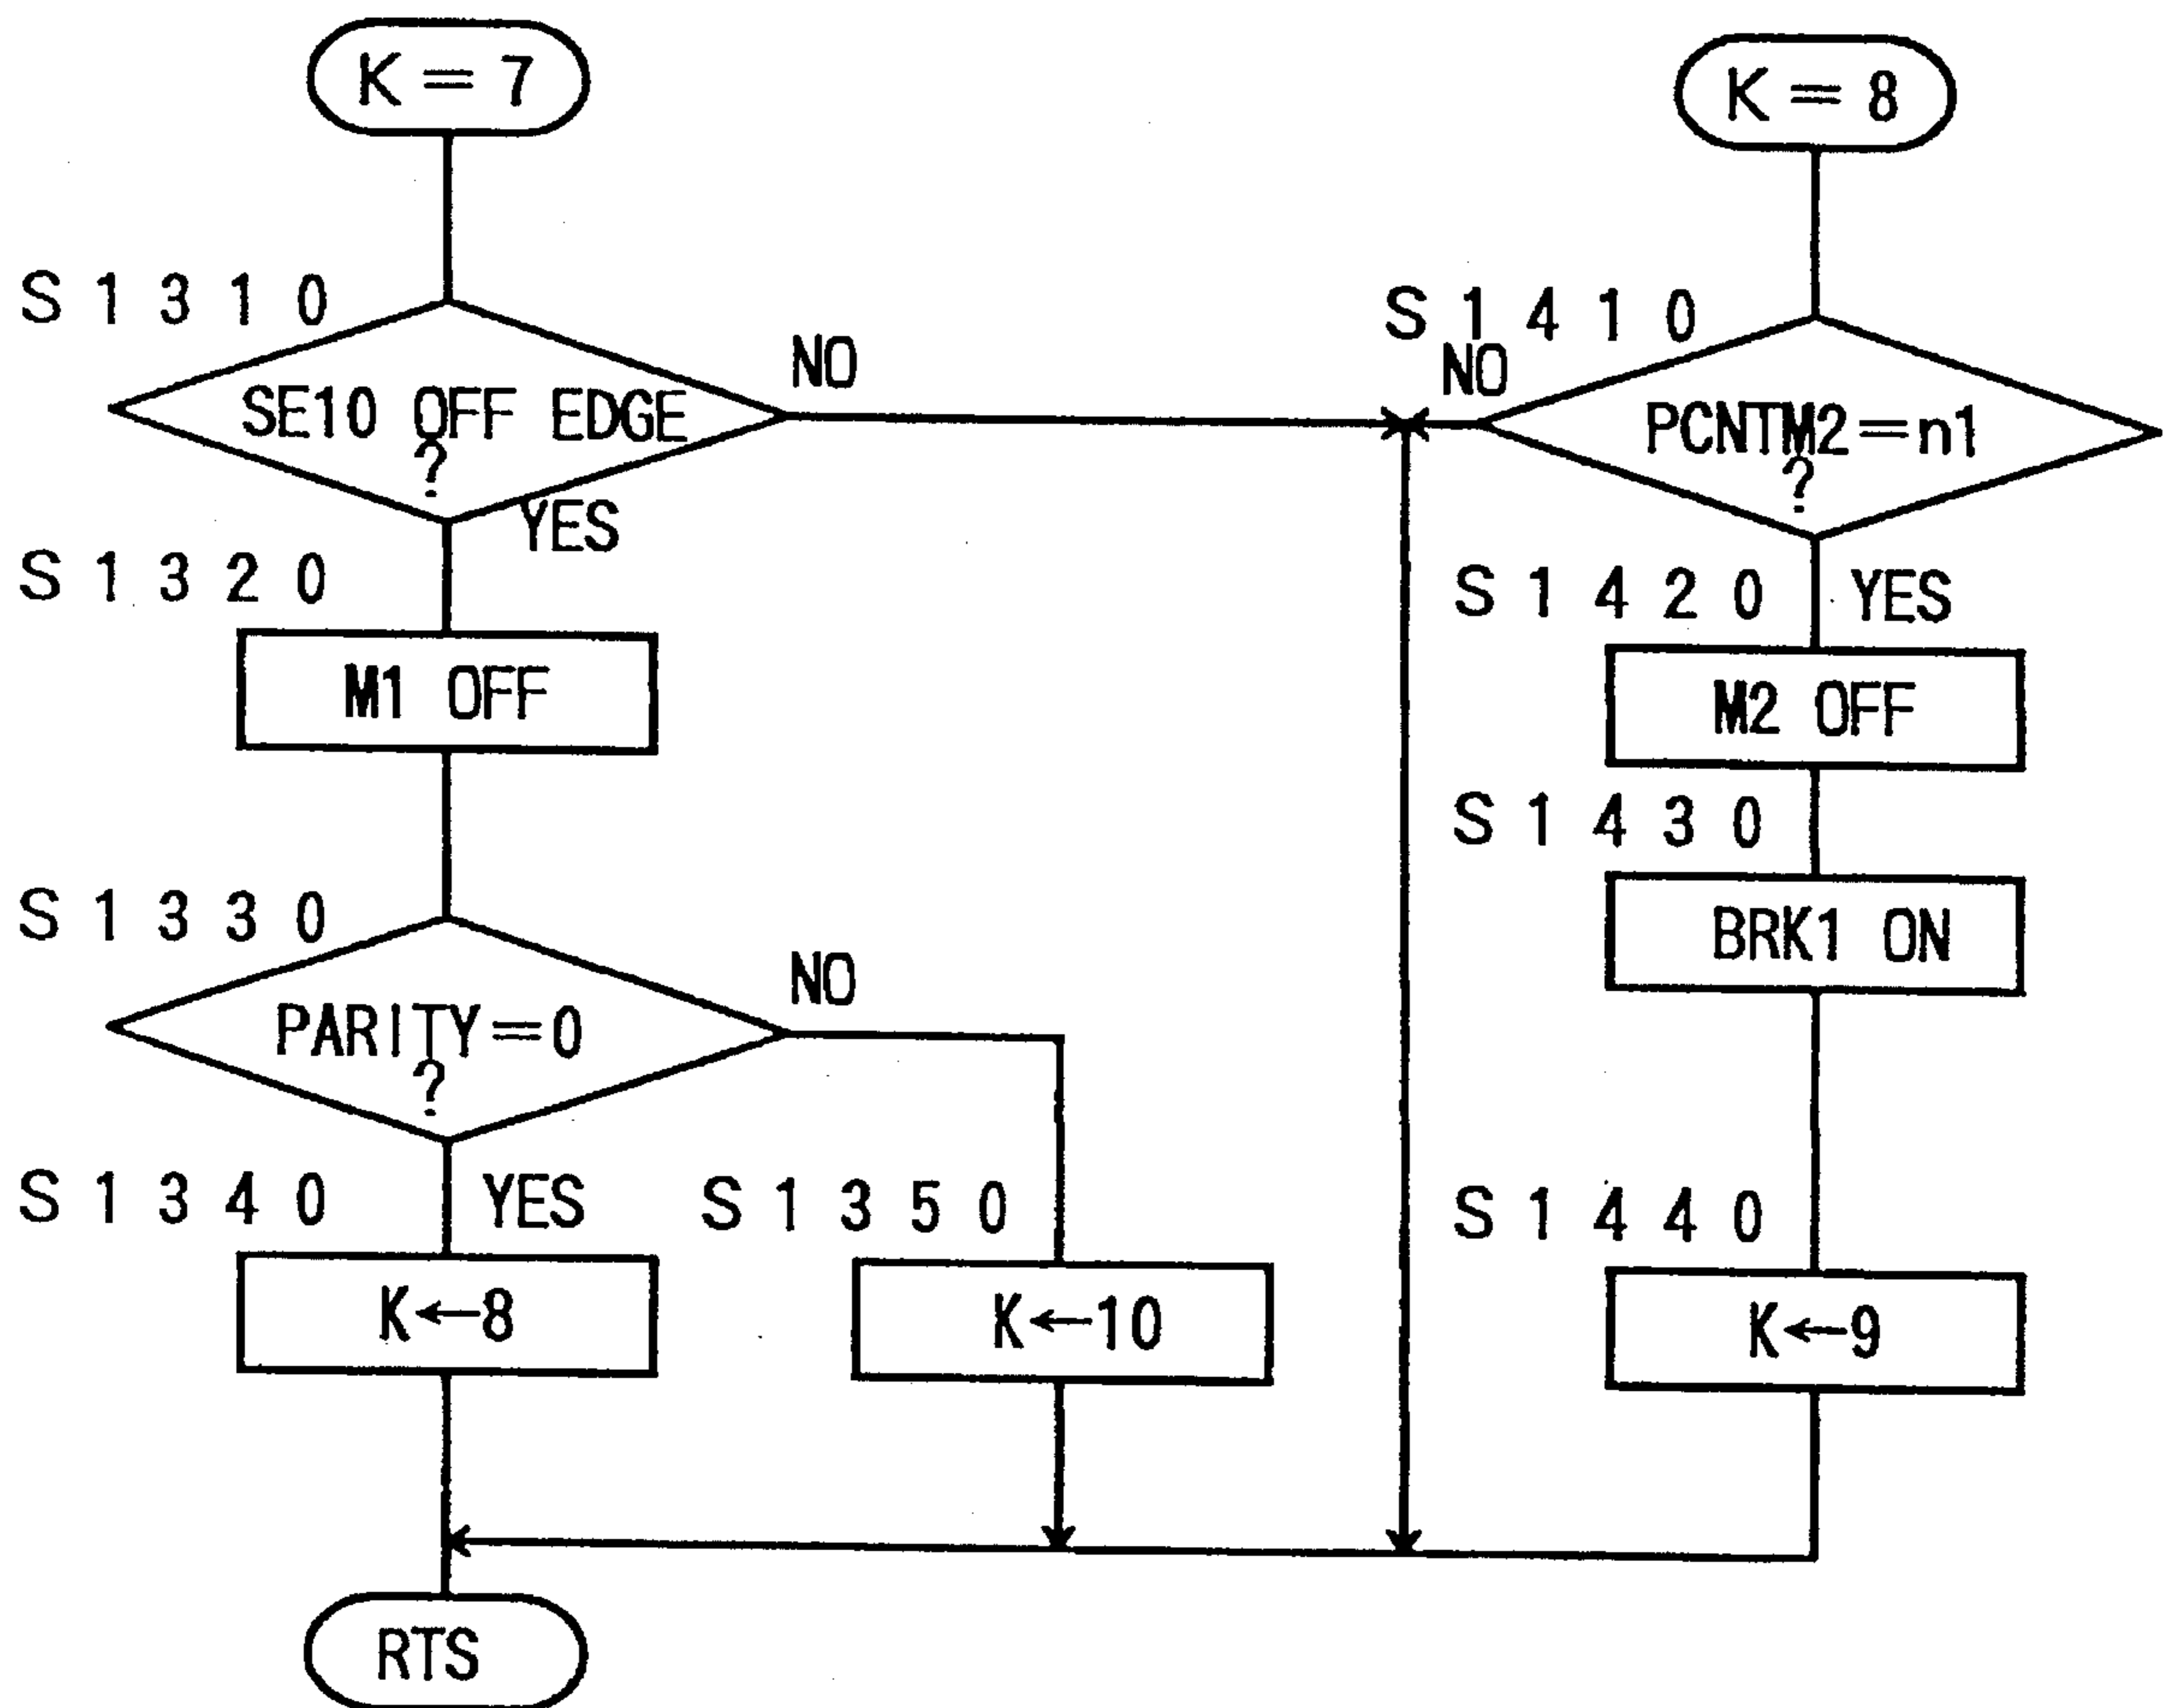 K = 7
S1310
SE10 OFF EDGE
?
NO
YES
S1320
M1 OFF
S1330
PARITY=0
?
NO
S1340
YES
K←8
S1350
K←10
RTS
K = 8
S1410
NO
PCNTM2=n1
?
S1420
YES
M2 OFF
S1430
BRK1 ON
S1440
K←9